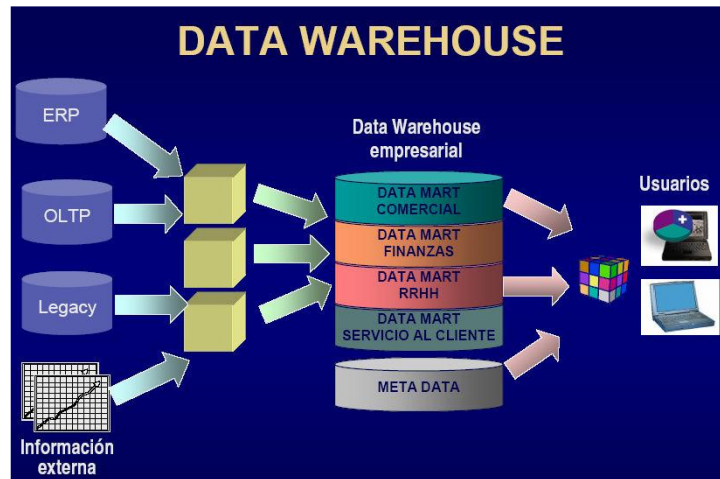 DATA WAREHOUSE
ERP
OLTP
Legacy
Información
externa
Data Warehouse
empresarial
DATA MART
COMERCIAL
DATA MART
FINANZAS
DATA MART
RRHH
DATA MART
SERVICIO AL CLIENTE
META DATA
Usuarios